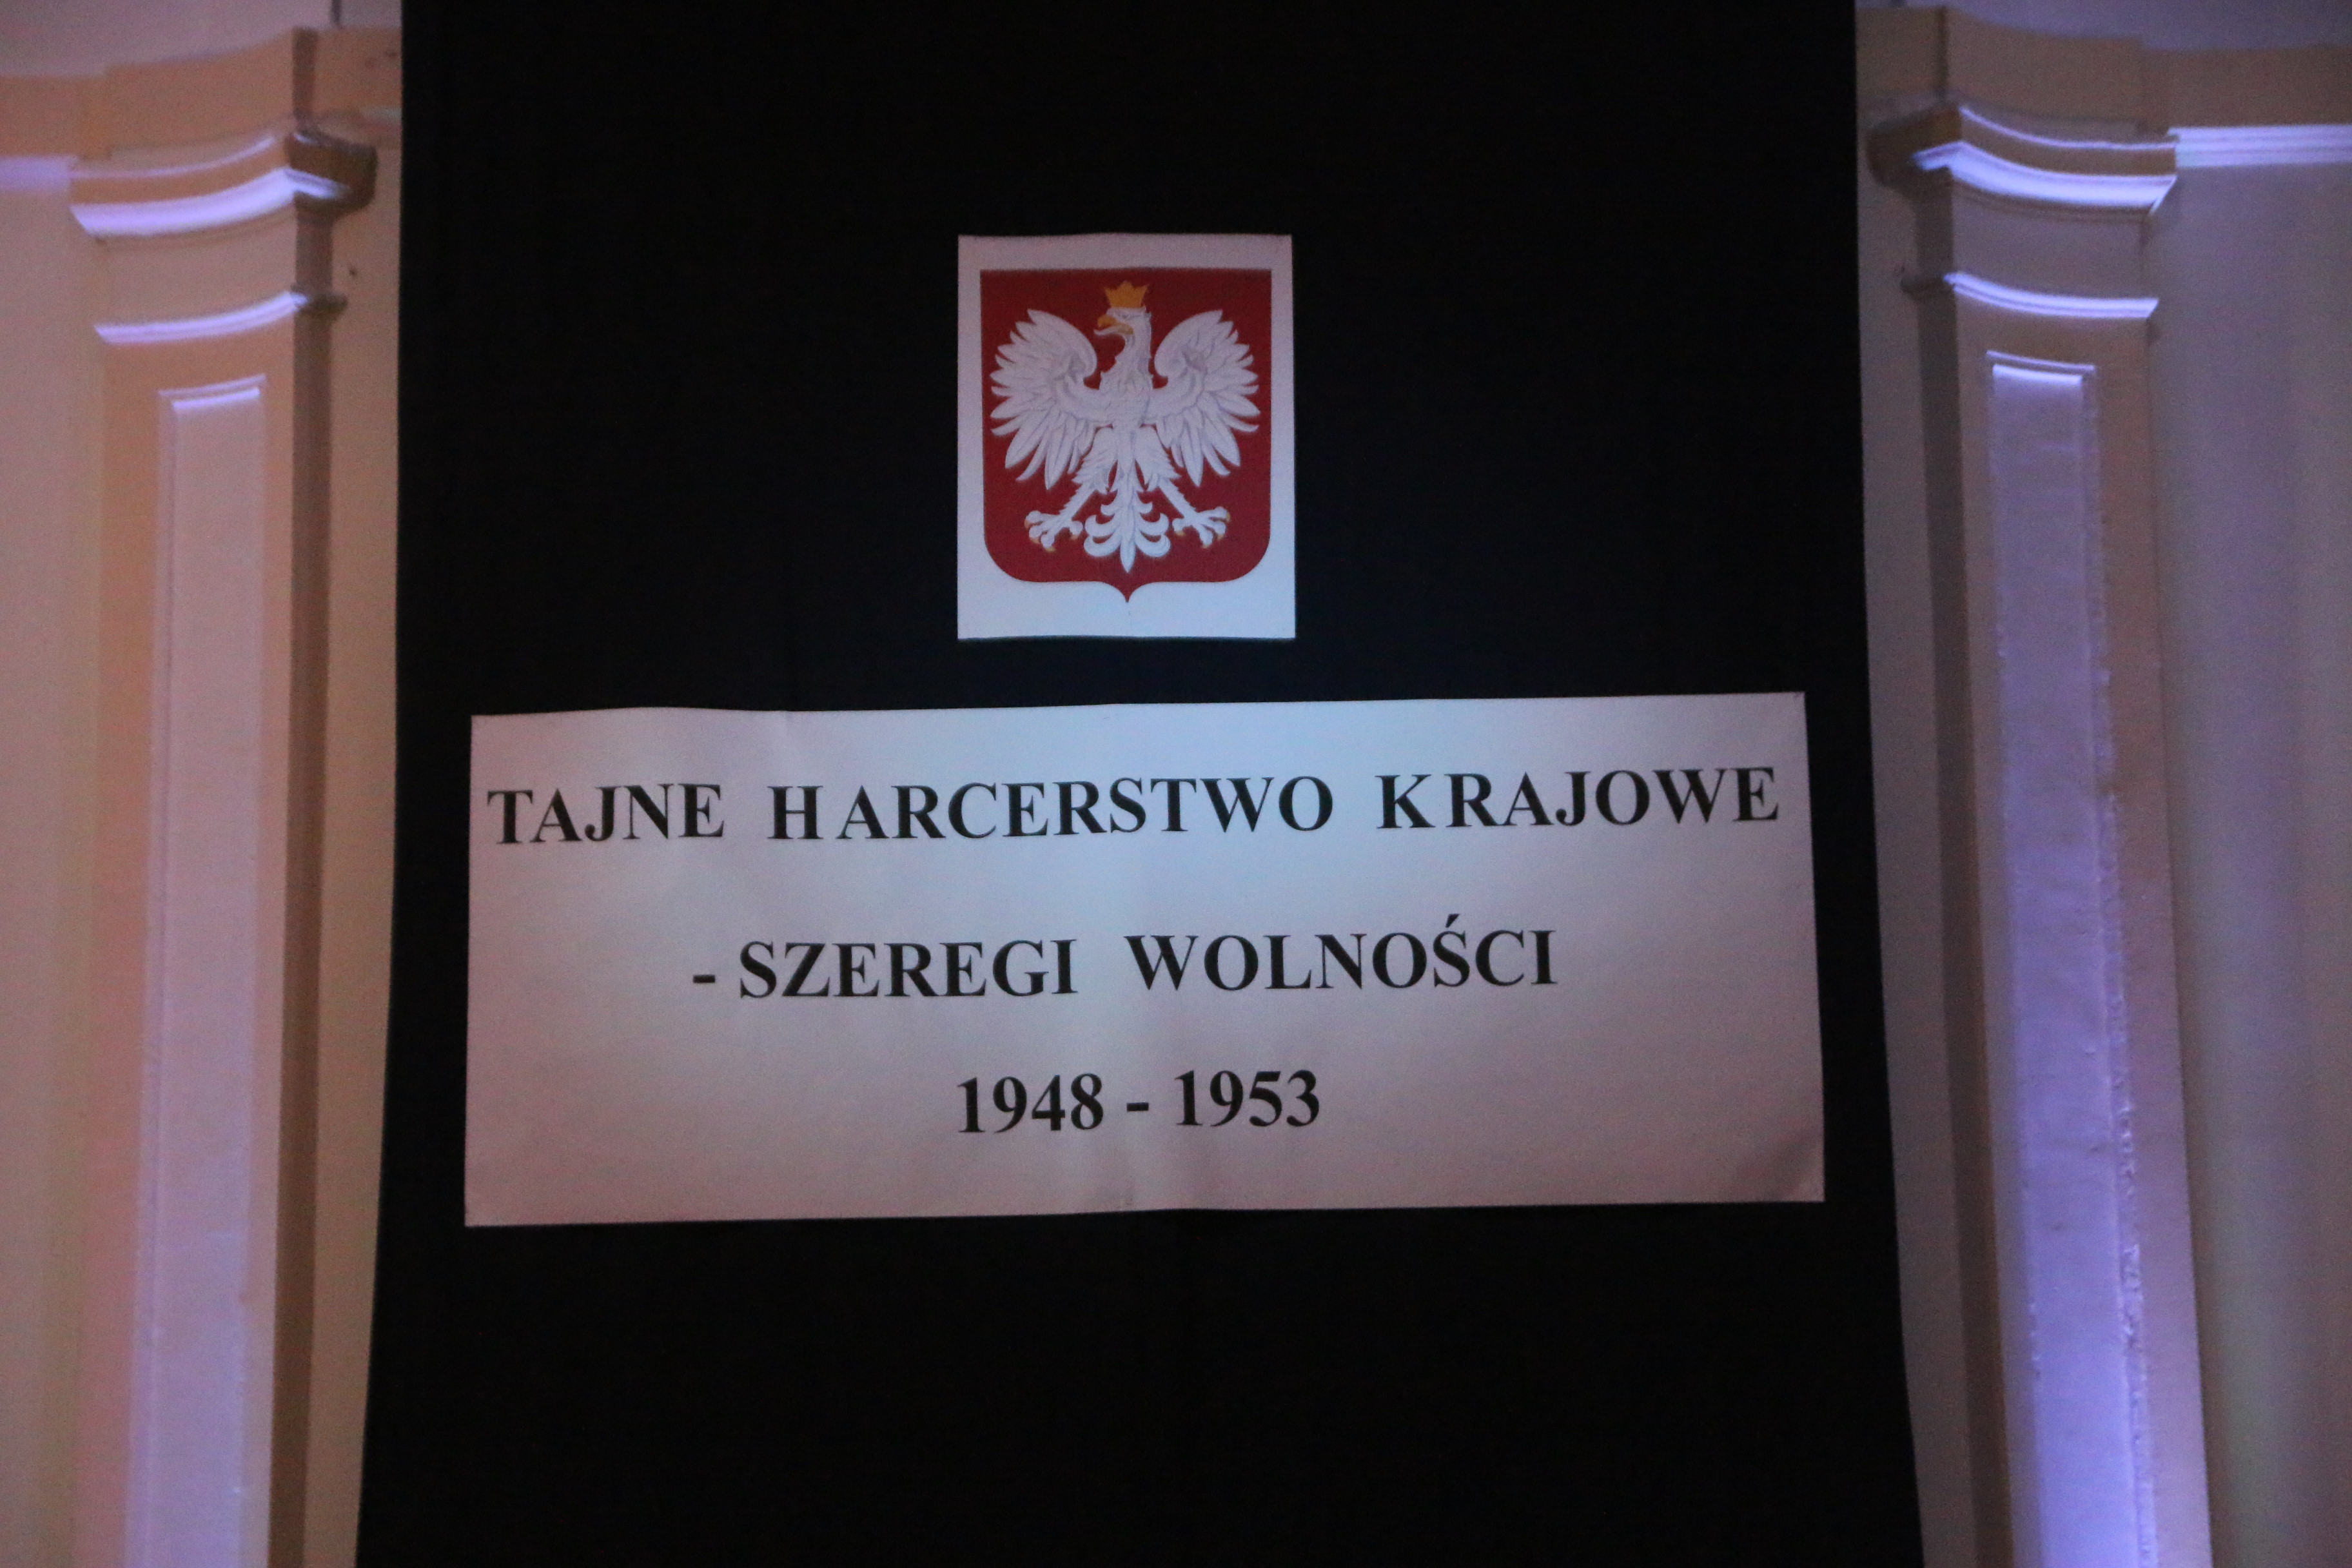 TAJNE HARCERSTWO KRAJOWE
- SZEREGI WOLNOŚCI
1948 - 1953